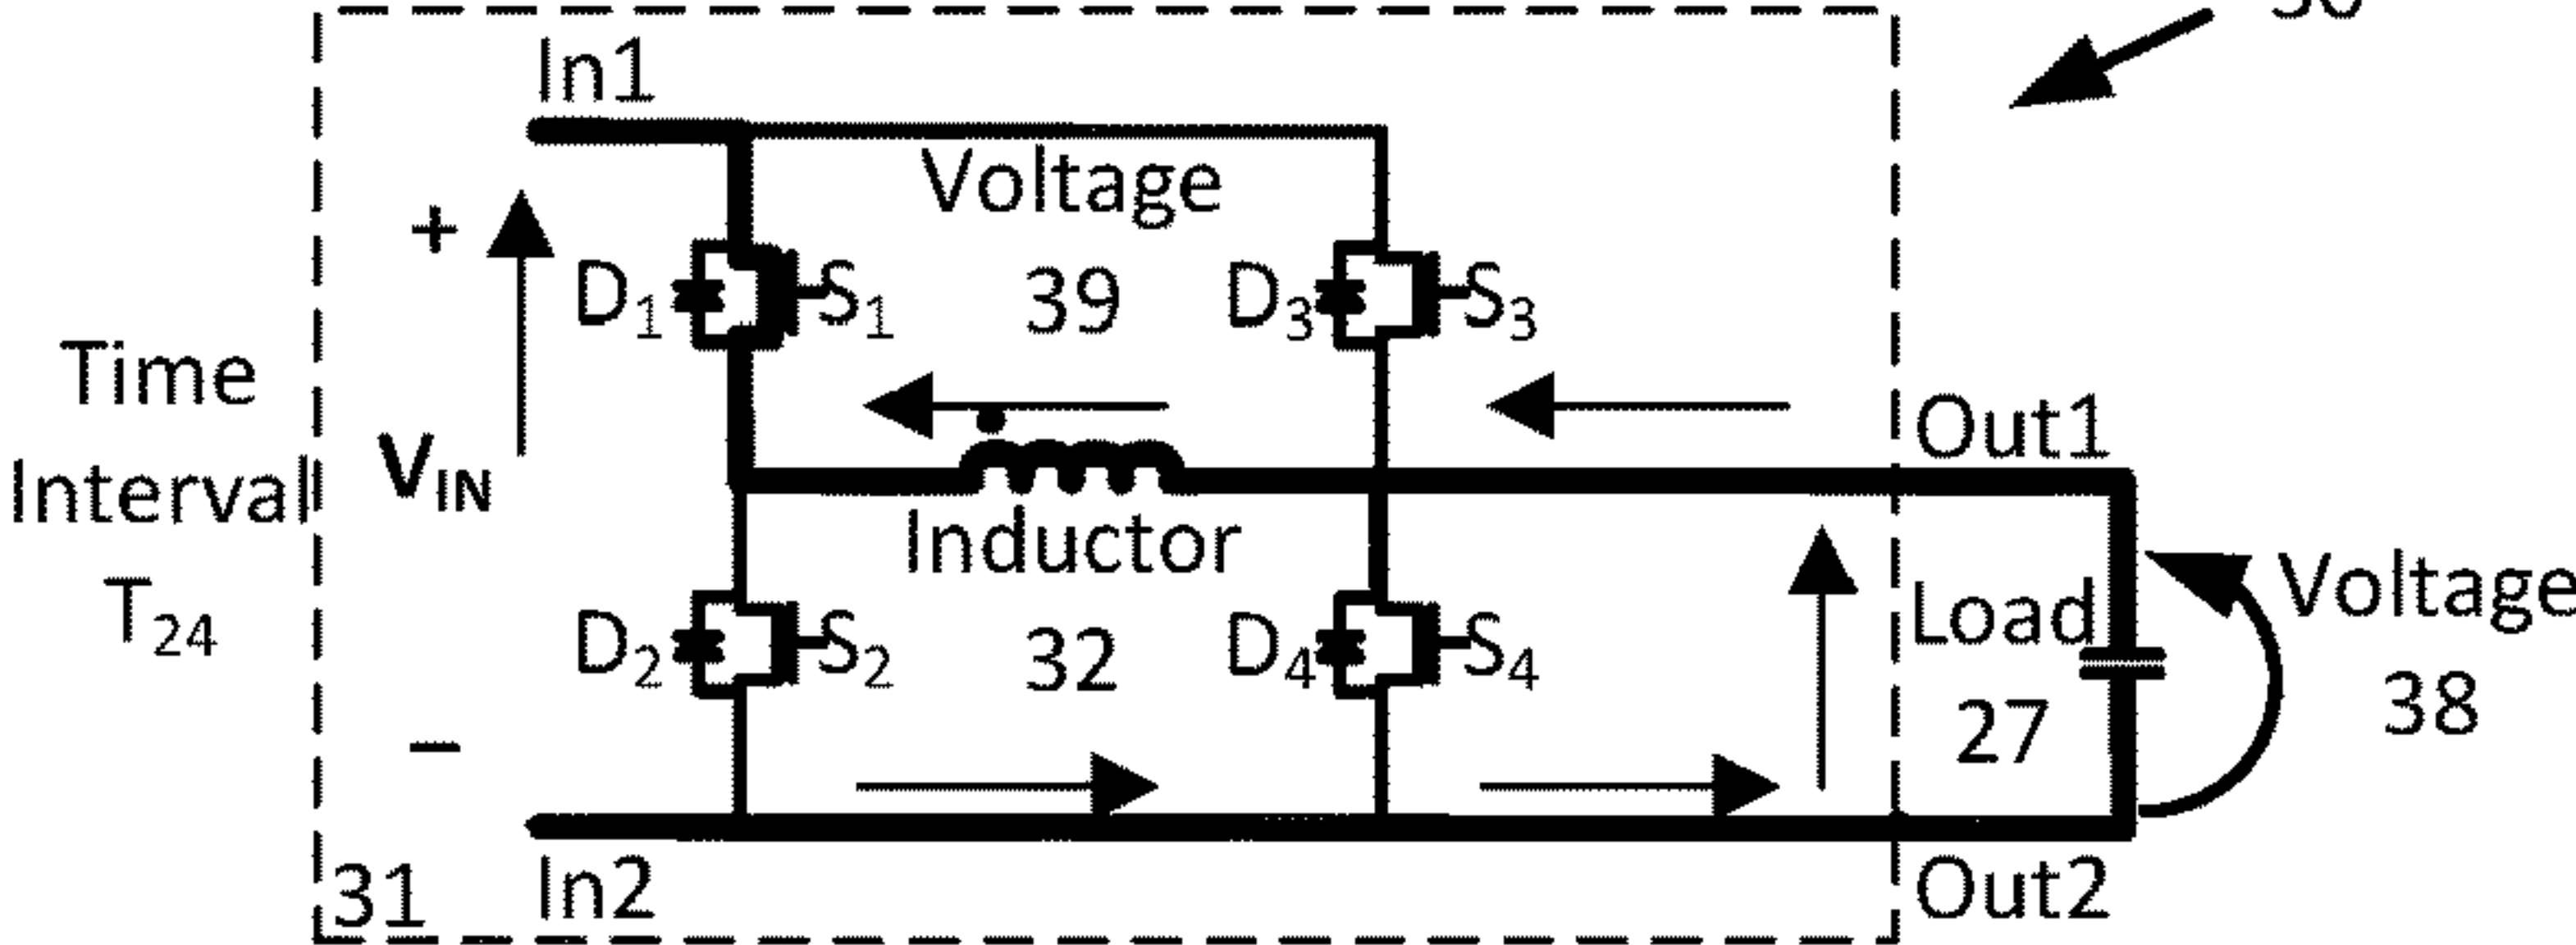 In1
Voltage
39
+
D1
S1
D3
S3
Time
Interval
T24
VIN
Out1
Inductor
32
D2
S2
D4
S4
Load
27
Voltage
38
−
31
In2
Out2